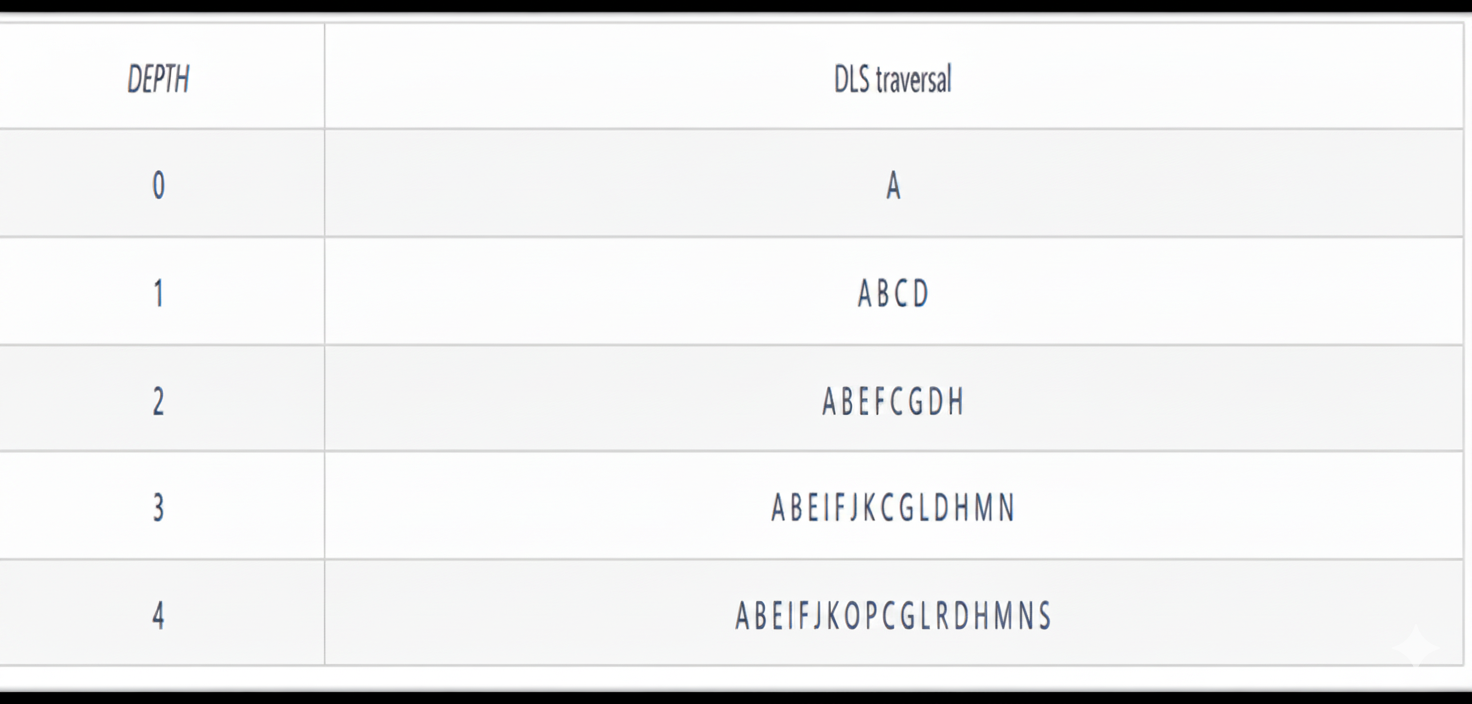 DEPTH DLS traversal
0 A
1 A B C D
2 A B E F C G D H
3 A B E I F J K C G L D H M N
4 A B E I F J K O P C G L R D H M N S